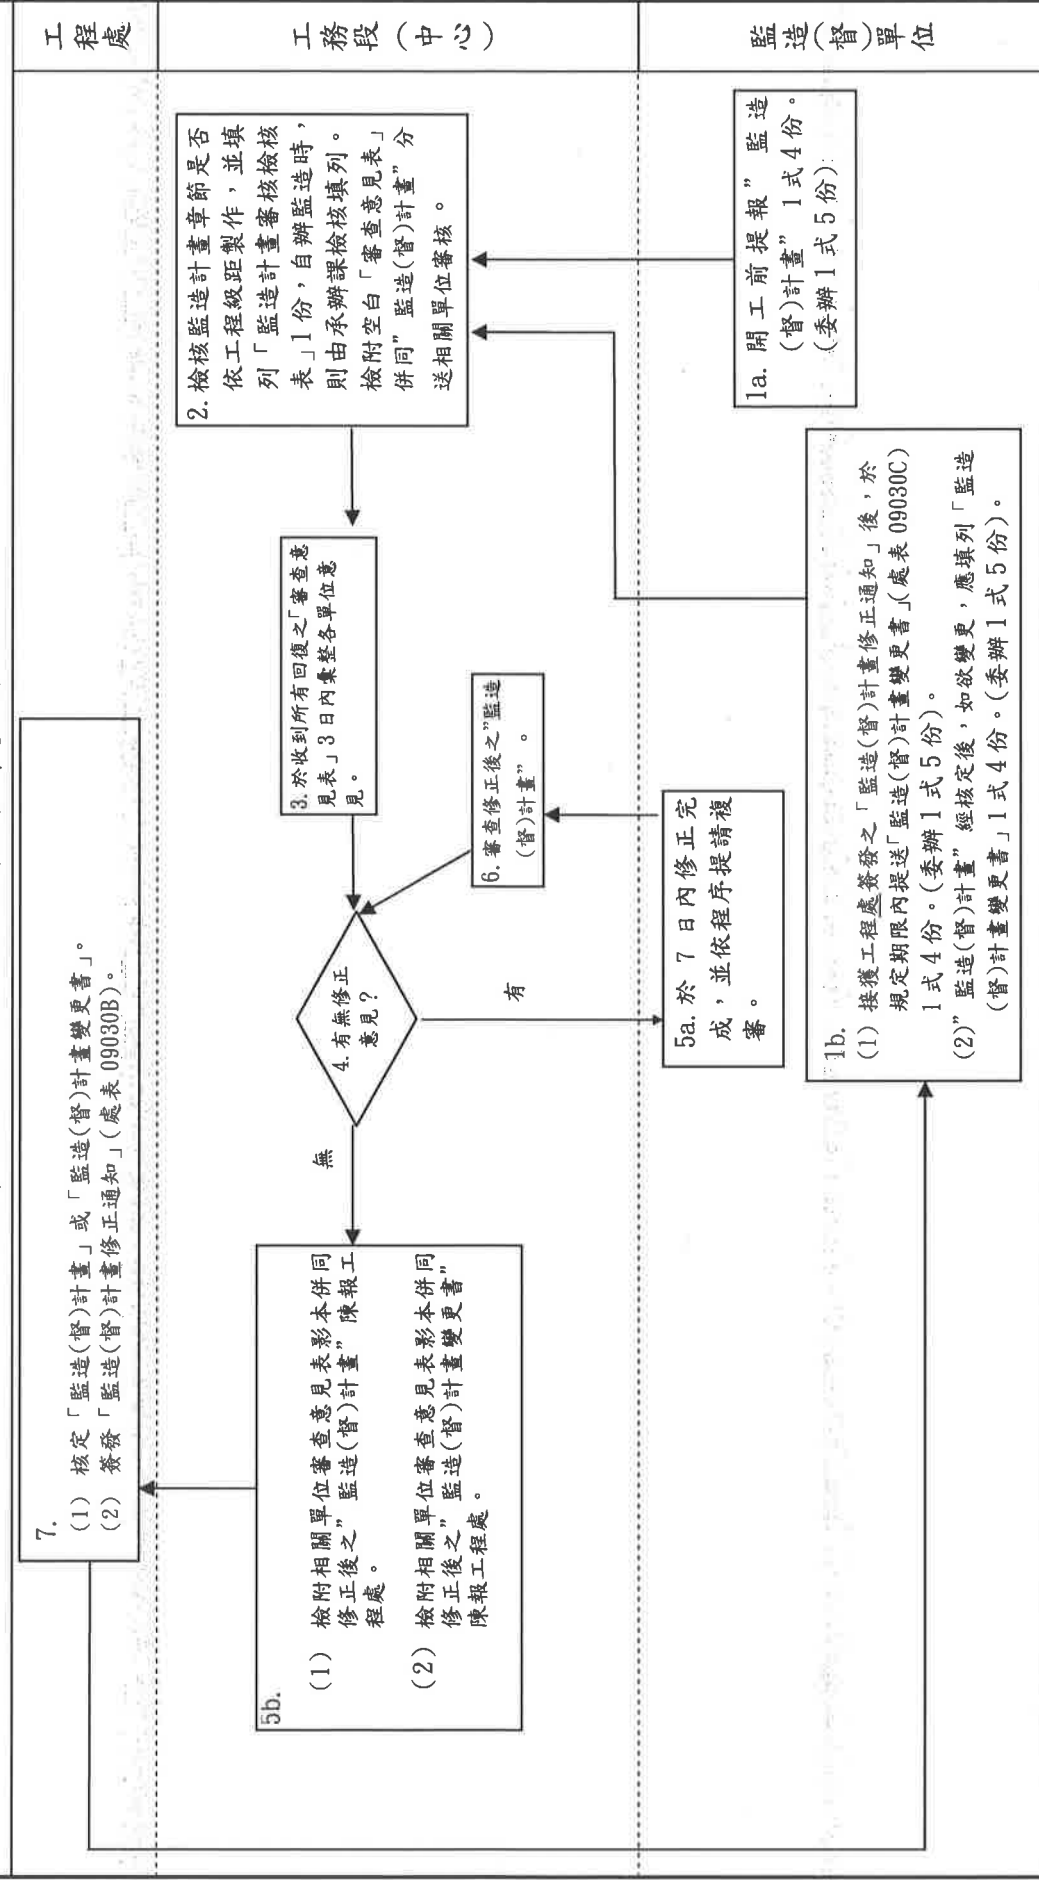 工程處
工務段(中心)
監造(督)單位
1a. 開工前提報”監造
(督)計畫” 1式4份。
(委辦1式5份)
1b.
(1) 接獲工程處簽發之「監造(督)計畫修正通知」後，於
規定期限內提送「監造(督)計畫變更書」(處表 09030C)
1式4份。(委辦1式5份)。
(2)”監造(督)計畫”經核定後，如欲變更，應填列「監造
(督)計畫變更書」1式4份。(委辦1式5份)。
2. 檢核監造計畫章節是否
依工程級距製作，並填
列「監造計畫審核檢核
表」1份，自辦監造時，
則由承辦課檢核填列。
檢附空白「審查意見表」
併同”監造(督)計畫”分
送相關單位審核。
3. 於收到所有回復之「審查意
見表」3日內彙整各單位意
見。
4. 有無修正
意見？
有
無
5a. 於 7 日內修正完
成，並依程序提請複
審。
6. 審查修正後之”監造
(督)計畫”。
5b.
(1) 檢附相關單位審查意見表影本併同
修正後之”監造(督)計畫”陳報工
程處。
(2) 檢附相關單位審查意見表影本併同
修正後之”監造(督)計畫變更書”
陳報工程處。
7.
(1) 核定「監造(督)計畫」或「監造(督)計畫變更書」。
(2) 簽發「監造(督)計畫修正通知」(處表 09030B)。